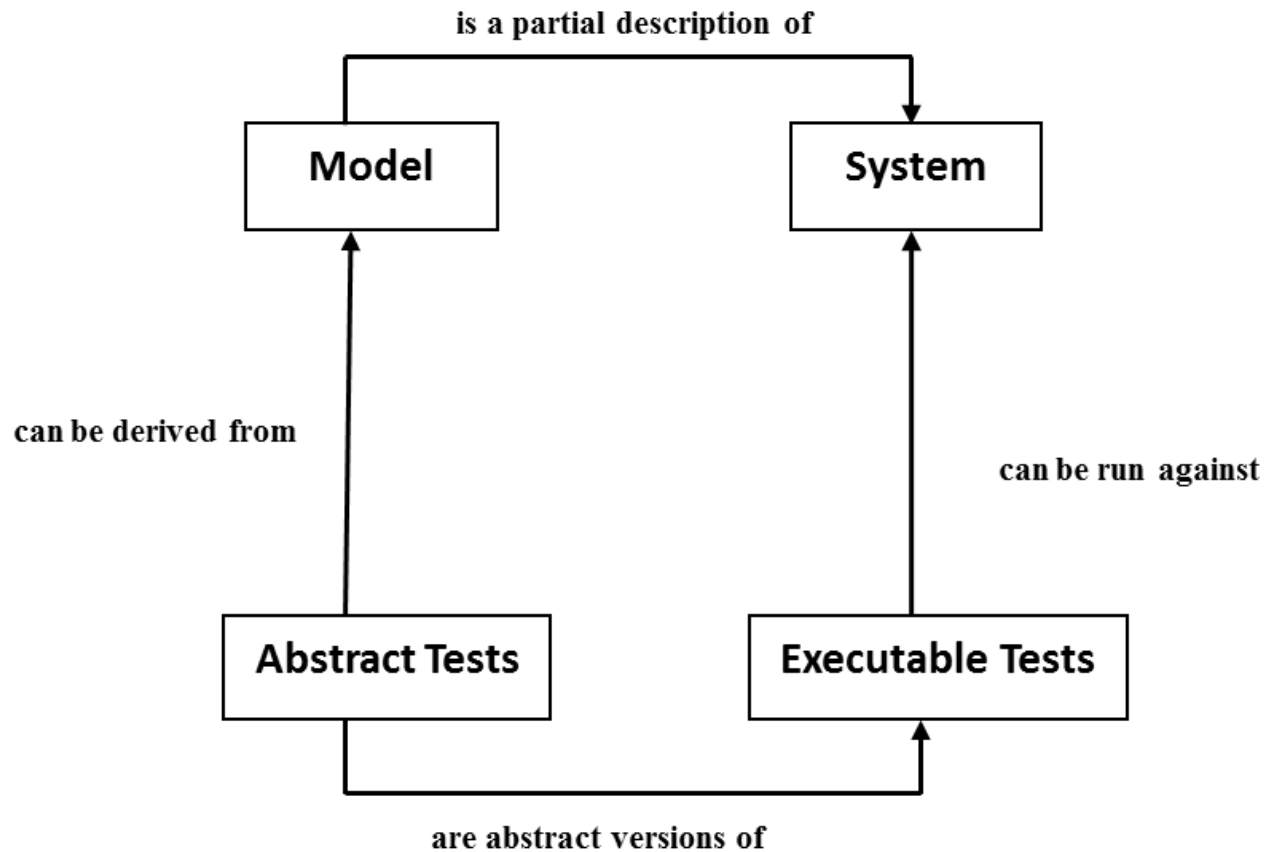 is a partial description of
Model
System
can be derived from
can be run against
Abstract Tests
Executable Tests
are abstract versions of